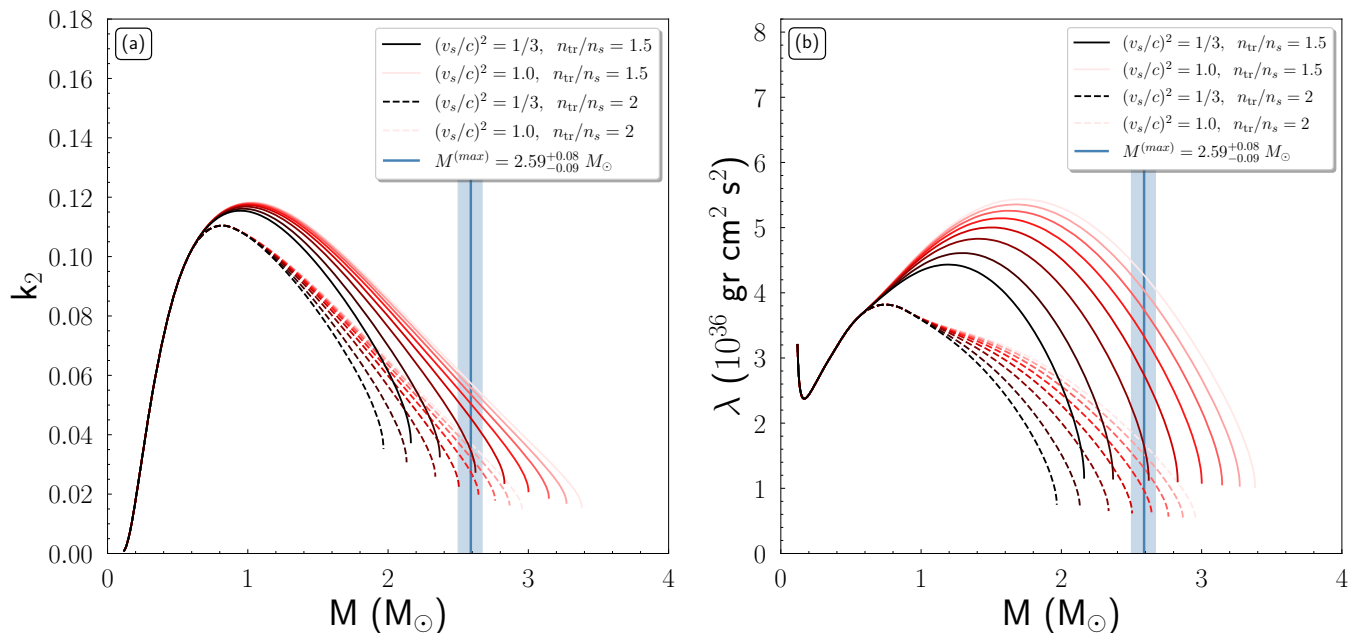 (a)
(v_s/c)² = 1/3, n_tr/n_s = 1.5
(v_s/c)² = 1.0, n_tr/n_s = 1.5
(v_s/c)² = 1/3, n_tr/n_s = 2
(v_s/c)² = 1.0, n_tr/n_s = 2
M^(max) = 2.59^{+0.08}_{-0.09} M_⊙
k₂
0.18
0.16
0.14
0.12
0.10
0.08
0.06
0.04
0.02
0.00
0 1 2 3 4
M (M_⊙)
(b)
(v_s/c)² = 1/3, n_tr/n_s = 1.5
(v_s/c)² = 1.0, n_tr/n_s = 1.5
(v_s/c)² = 1/3, n_tr/n_s = 2
(v_s/c)² = 1.0, n_tr/n_s = 2
M^(max) = 2.59^{+0.08}_{-0.09} M_⊙
λ (10³⁶ gr cm² s²)
8
7
6
5
4
3
2
1
0
0 1 2 3 4
M (M_⊙)